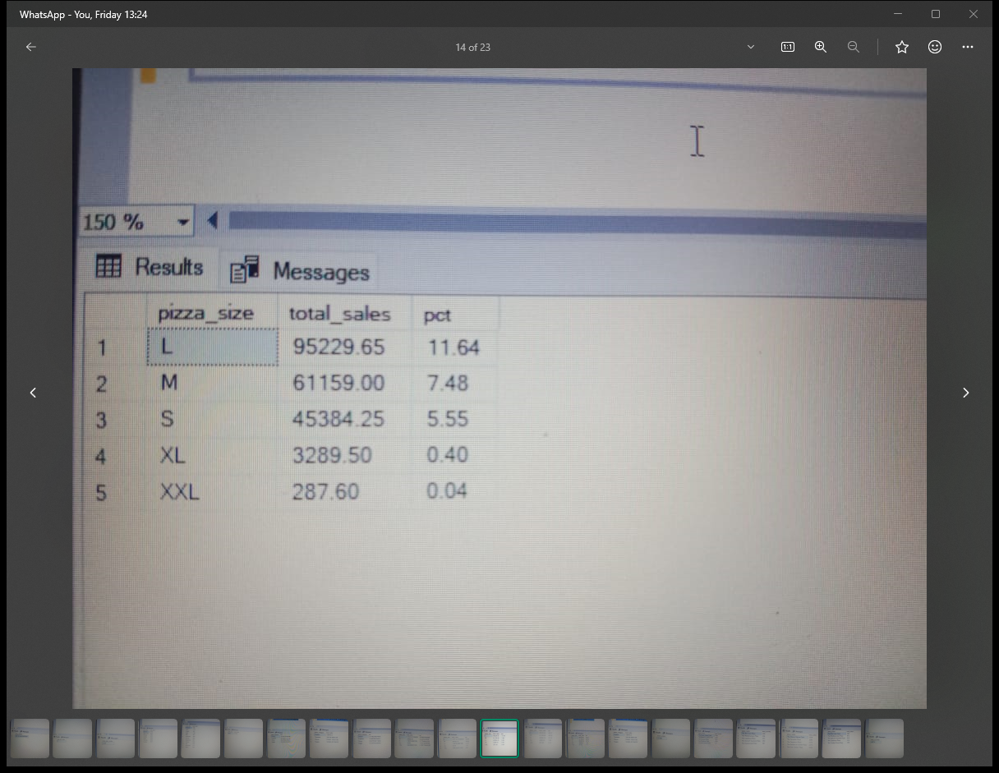 WhatsApp - You, Friday 13:24
14 of 23
1:1
150 %
Results Messages
pizza_size total_sales pct
1 L 95229.65 11.64
2 M 61159.00 7.48
3 S 45384.25 5.55
4 XL 3289.50 0.40
5 XXL 287.60 0.04